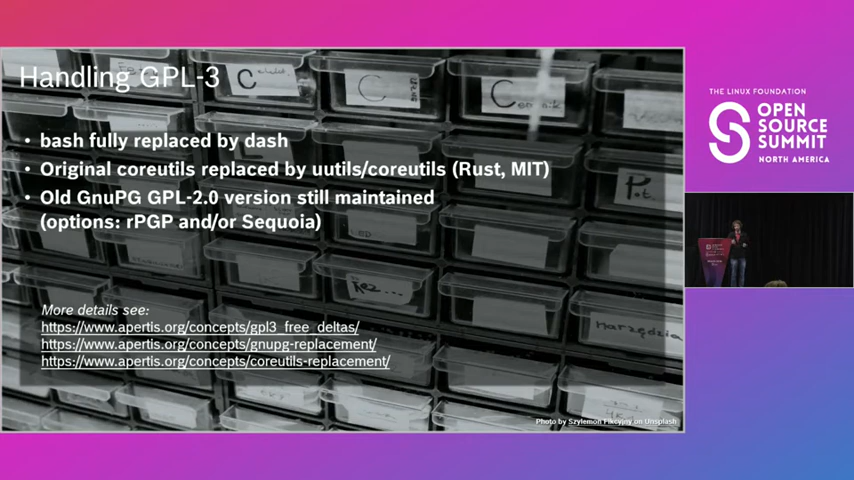 Handling GPL-3
• bash fully replaced by dash
• Original coreutils replaced by uutils/coreutils (Rust, MIT)
• Old GnuPG GPL-2.0 version still maintained
(options: rPGP and/or Sequoia)
More details see:
https://www.apertis.org/concepts/gpl3_free_deltas/
https://www.apertis.org/concepts/gnupg-replacement/
https://www.apertis.org/concepts/coreutils-replacement/
Photo by Szylemon Fikcyjny on Unsplash
THE LINUX FOUNDATION
OPEN
SOURCE
SUMMIT
NORTH AMERICA